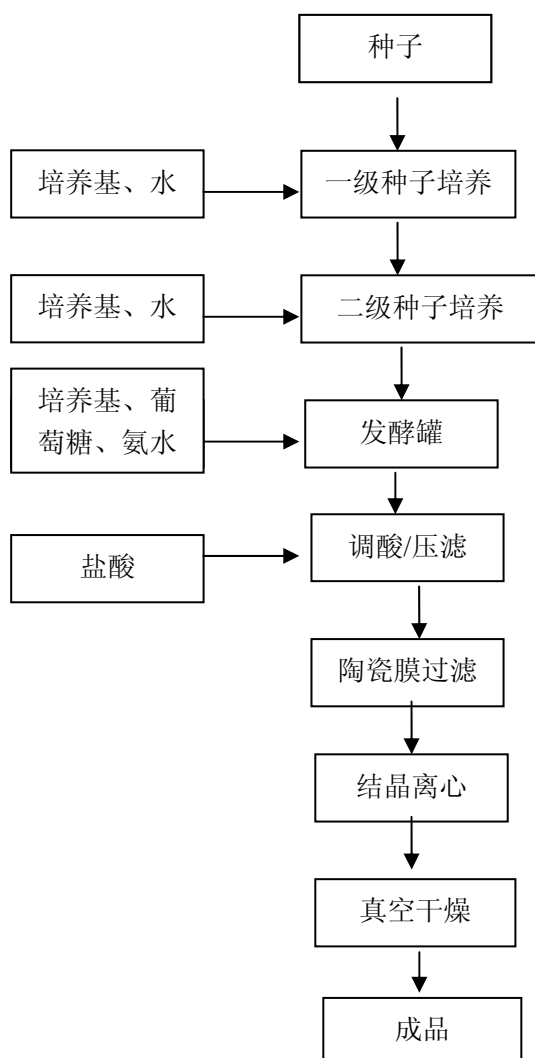 种子
培养基、水
一级种子培养
培养基、水
二级种子培养
培养基、葡
萄糖、氨水
发酵罐
盐酸
调酸/压滤
陶瓷膜过滤
结晶离心
真空干燥
成品